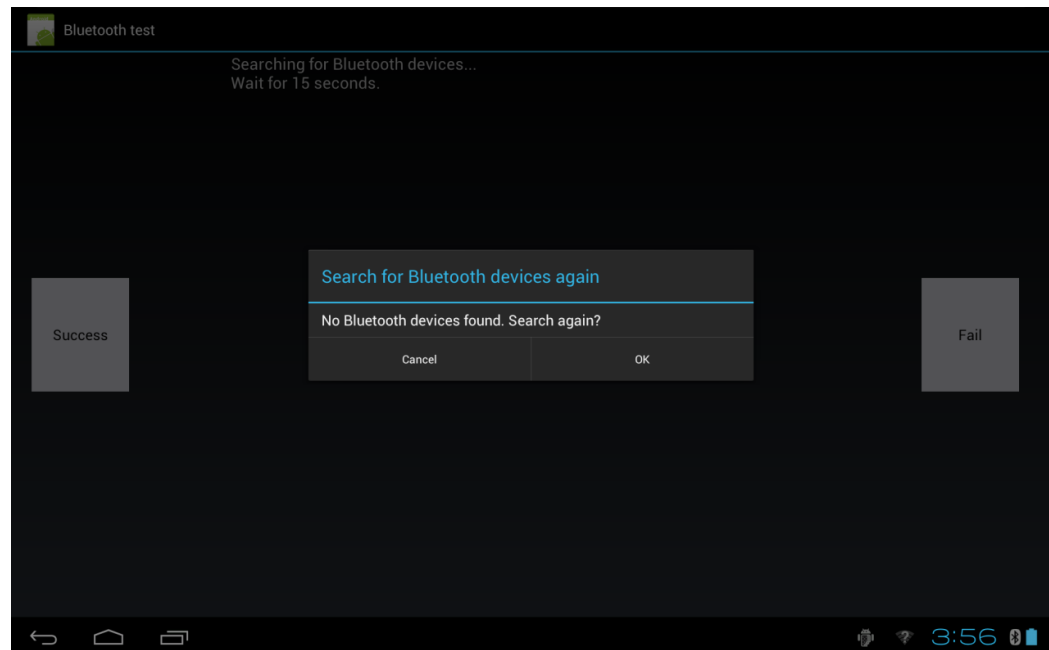 Bluetooth test
Searching for Bluetooth devices...
Wait for 15 seconds.
Search for Bluetooth devices again
No Bluetooth devices found. Search again?
Cancel OK
Success
Fail
3:56